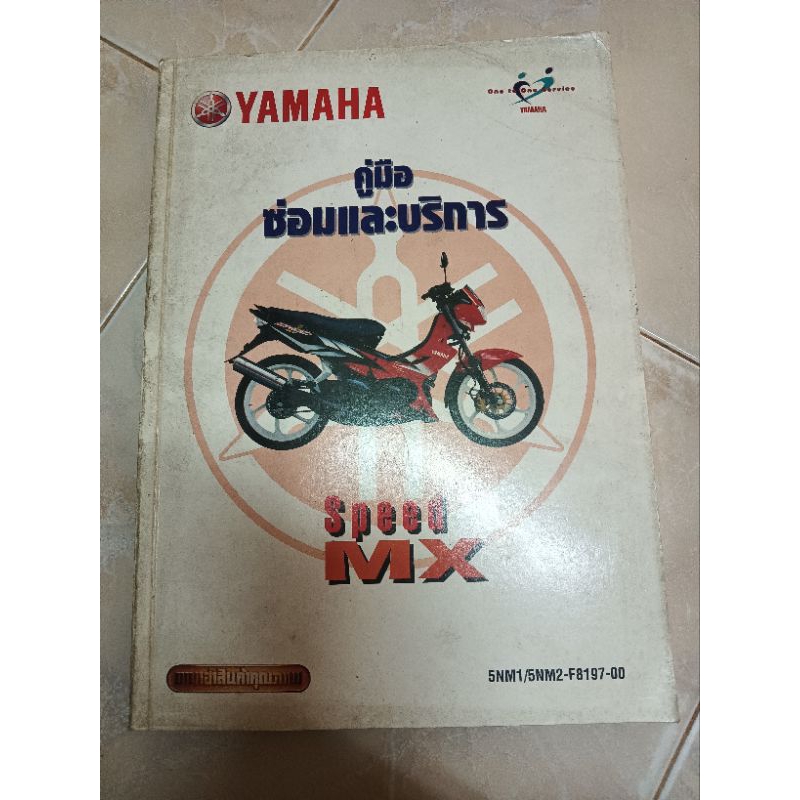 YAMAHA
One to One Service
YAMAHA
คู่มือ
ซ่อมและบริการ
YAMAHA
Speed
MX
5NM1/5NM2-F8197-00